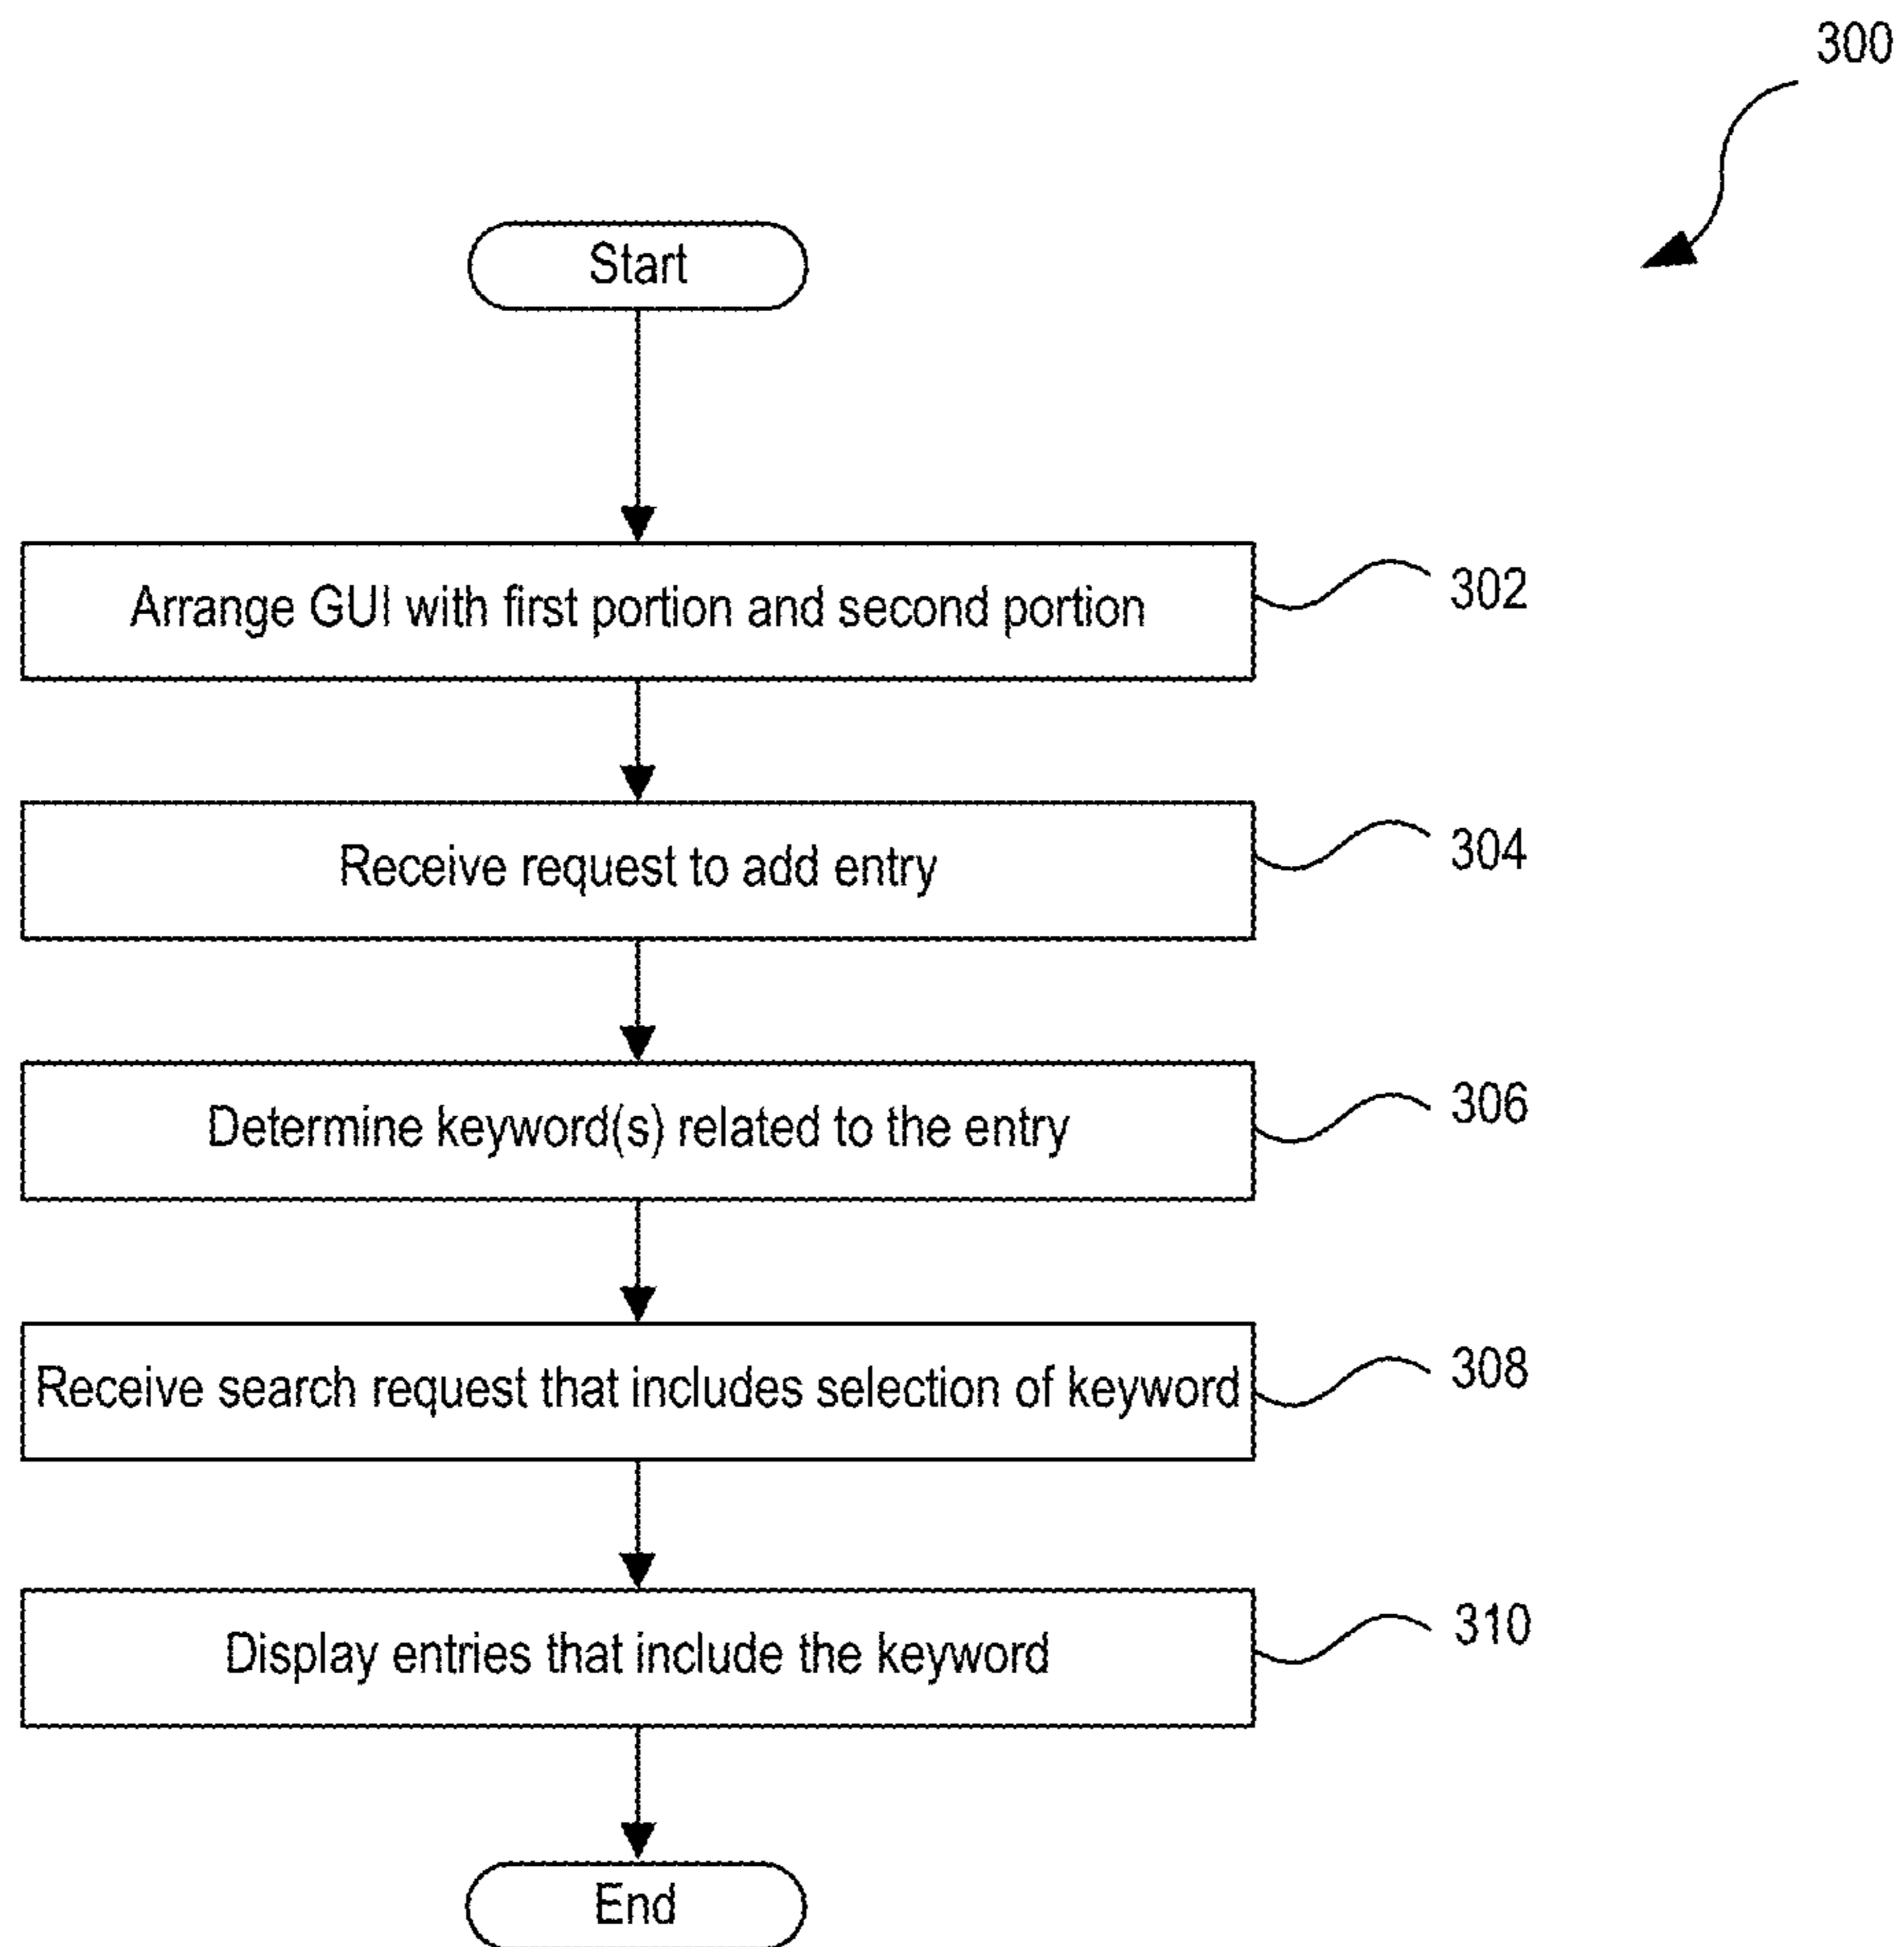 300
Start
Arrange GUI with first portion and second portion
302
Receive request to add entry
304
Determine keyword(s) related to the entry
306
Receive search request that includes selection of keyword
308
Display entries that include the keyword
310
End